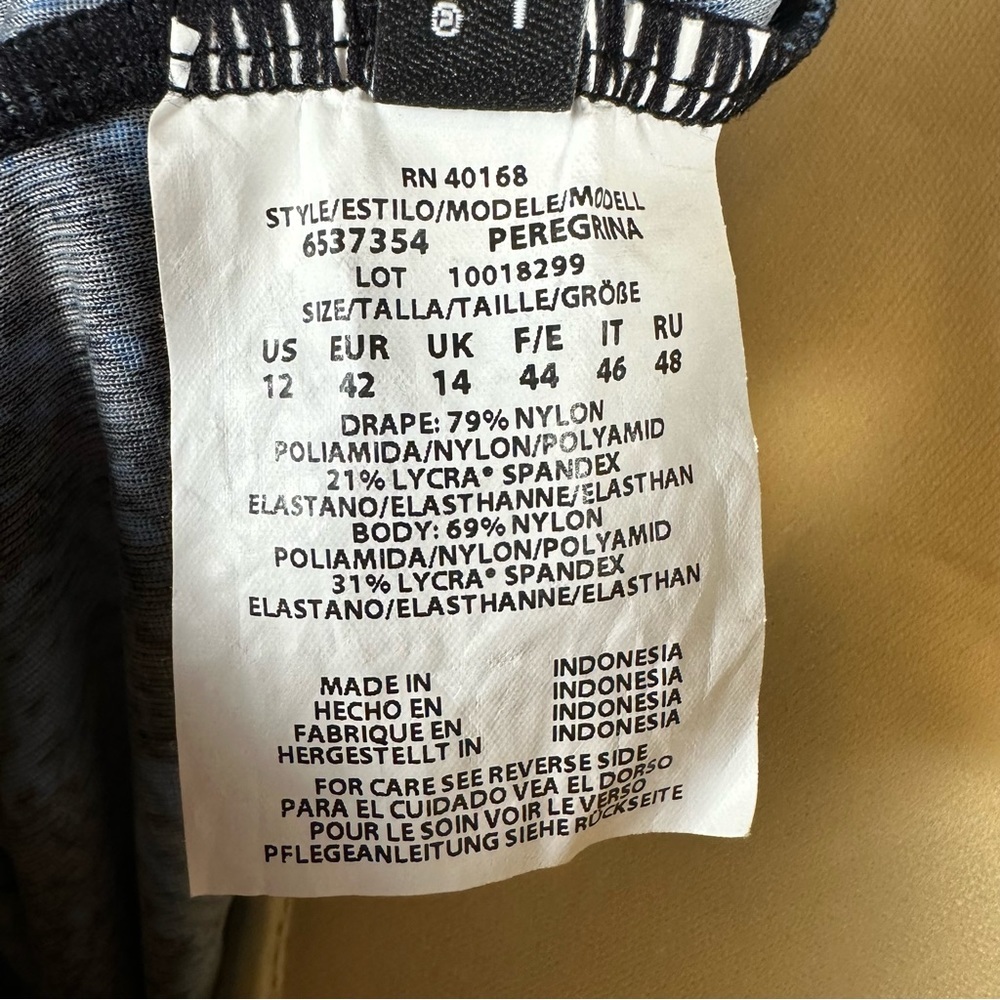 RN 40168
STYLE/ESTILO/MODELE/MODELL
6537354 PEREGRINA
LOT 10018299
SIZE/TALLA/TAILLE/GRÖßE
US EUR UK F/E IT RU
12 42 14 44 46 48
DRAPE: 79% NYLON
POLIAMIDA/NYLON/POLYAMID
21% LYCRA® SPANDEX
ELASTANO/ELASTHANNE/ELASTHAN
BODY: 69% NYLON
POLIAMIDA/NYLON/POLYAMID
31% LYCRA® SPANDEX
ELASTANO/ELASTHANNE/ELASTHAN
MADE IN INDONESIA
HECHO EN INDONESIA
FABRIQUE EN INDONESIA
HERGESTELLT IN INDONESIA
FOR CARE SEE REVERSE SIDE
PARA EL CUIDADO VEA EL DORSO
POUR LE SOIN VOIR LE VERSO
PFLEGEANLEITUNG SIEHE RÜCKSEITE